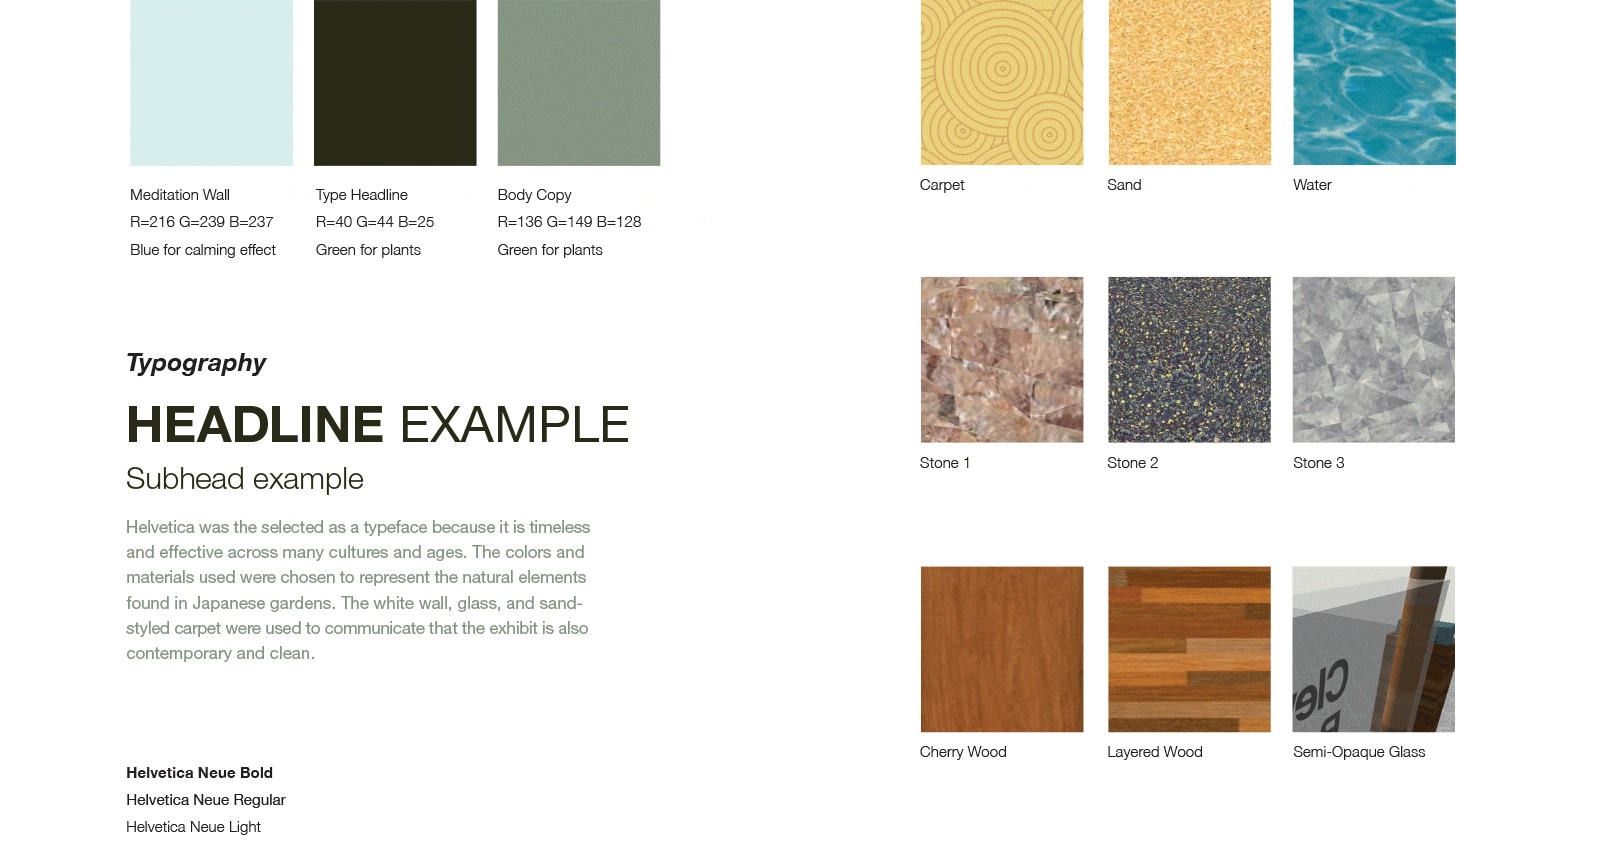 Meditation Wall
R=216 G=239 B=237
Blue for calming effect
Type Headline
R=40 G=44 B=25
Green for plants
Body Copy
R=136 G=149 B=128
Green for plants
Typography
HEADLINE EXAMPLE
Subhead example
Helvetica was the selected as a typeface because it is timeless
and effective across many cultures and ages. The colors and
materials used were chosen to represent the natural elements
found in Japanese gardens. The white wall, glass, and sand-
styled carpet were used to communicate that the exhibit is also
contemporary and clean.
Helvetica Neue Bold
Helvetica Neue Regular
Helvetica Neue Light
Carpet
Sand
Water
Stone 1
Stone 2
Stone 3
Cherry Wood
Layered Wood
Semi-Opaque Glass